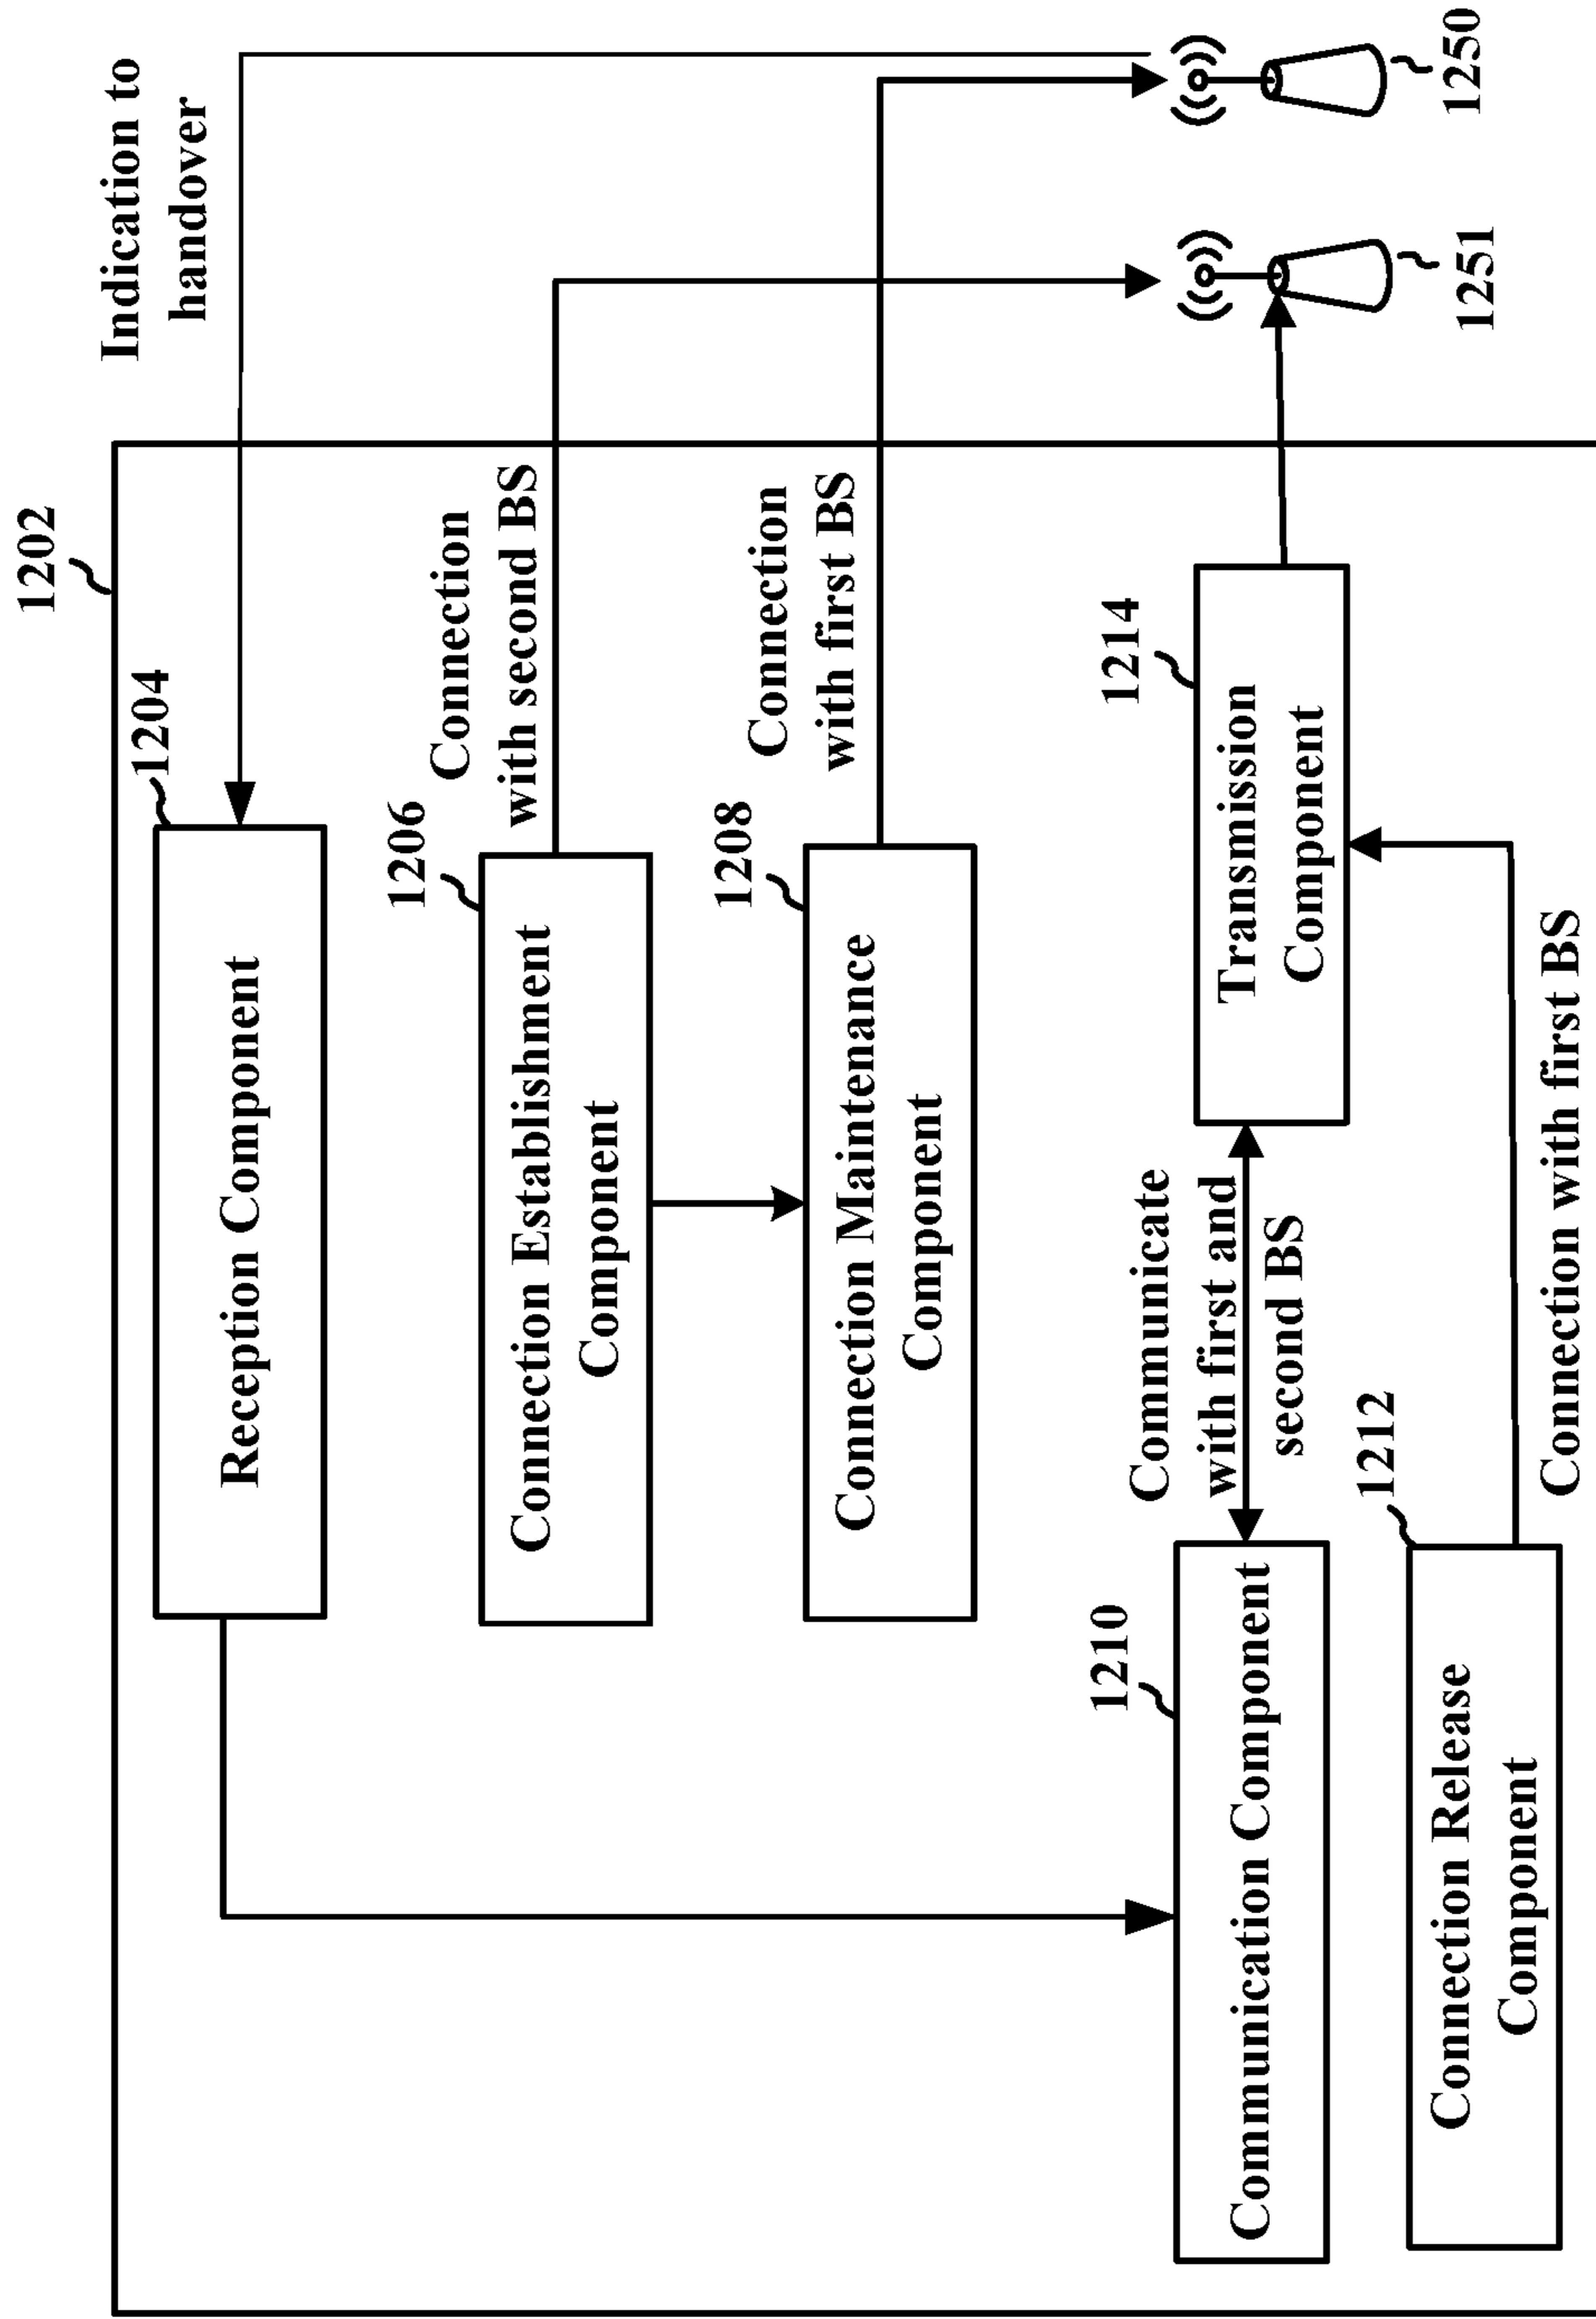 1202
Indication to
handover
1204
Reception Component
1206
Connection
with second BS
Connection Establishment
Component
1208
Connection
with first BS
Connection Maintenance
Component
1210
Communication Component
Communicate
with first and
second BS
1214
Transmission
Component
1212
Connection Release
Component
Connection with first BS
1251
1250